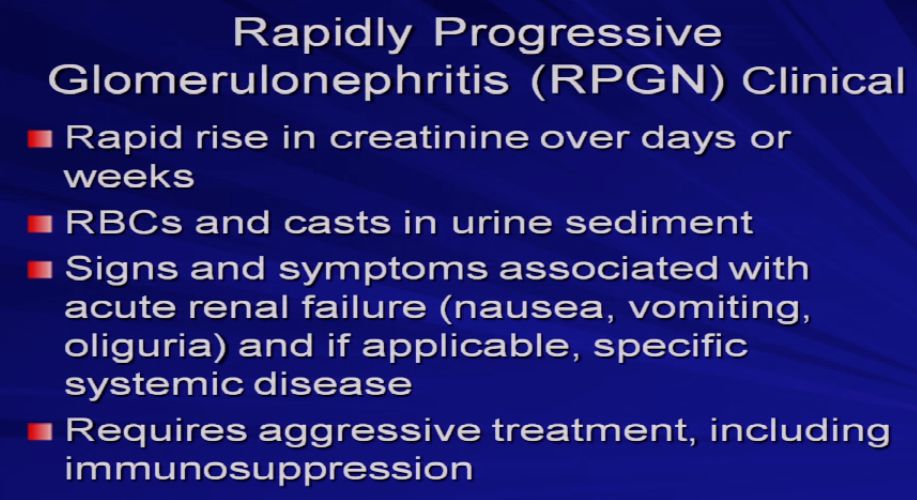 Rapidly Progressive
Glomerulonephritis (RPGN) Clinical
Rapid rise in creatinine over days or
weeks
RBCs and casts in urine sediment
Signs and symptoms associated with
acute renal failure (nausea, vomiting,
oliguria) and if applicable, specific
systemic disease
Requires aggressive treatment, including
immunosuppression